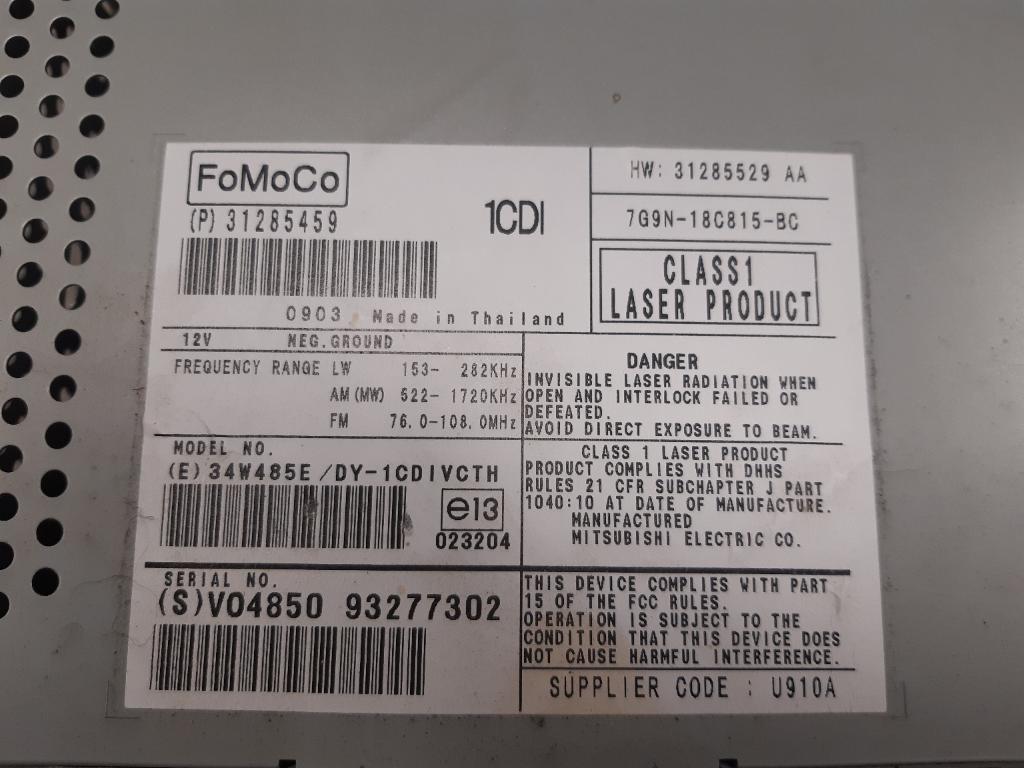 FoMoCo
(P) 31285459
1CDI
0903 Made in Thailand
HW: 31285529 AA
7G9N-18C815-BC
CLASS1
LASER PRODUCT
12V NEG.GROUND
FREQUENCY RANGE LW 153- 282KHz
AM(MW) 522- 1720KHz
FM 76.0-108.0MHz
DANGER
INVISIBLE LASER RADIATION WHEN
OPEN AND INTERLOCK FAILED OR
DEFEATED.
AVOID DIRECT EXPOSURE TO BEAM.
MODEL NO.
(E) 34W485E /DY-1CDIVCTH
e13
023204
CLASS 1 LASER PRODUCT
PRODUCT COMPLIES WITH DHHS
RULES 21 CFR SUBCHAPTER J PART
1040:10 AT DATE OF MANUFACTURE.
MANUFACTURED
MITSUBISHI ELECTRIC CO.
SERIAL NO.
(S)V04850 93277302
THIS DEVICE COMPLIES WITH PART
15 OF THE FCC RULES.
OPERATION IS SUBJECT TO THE
CONDITION THAT THIS DEVICE DOES
NOT CAUSE HARMFUL INTERFERENCE.
SUPPLIER CODE : U910A